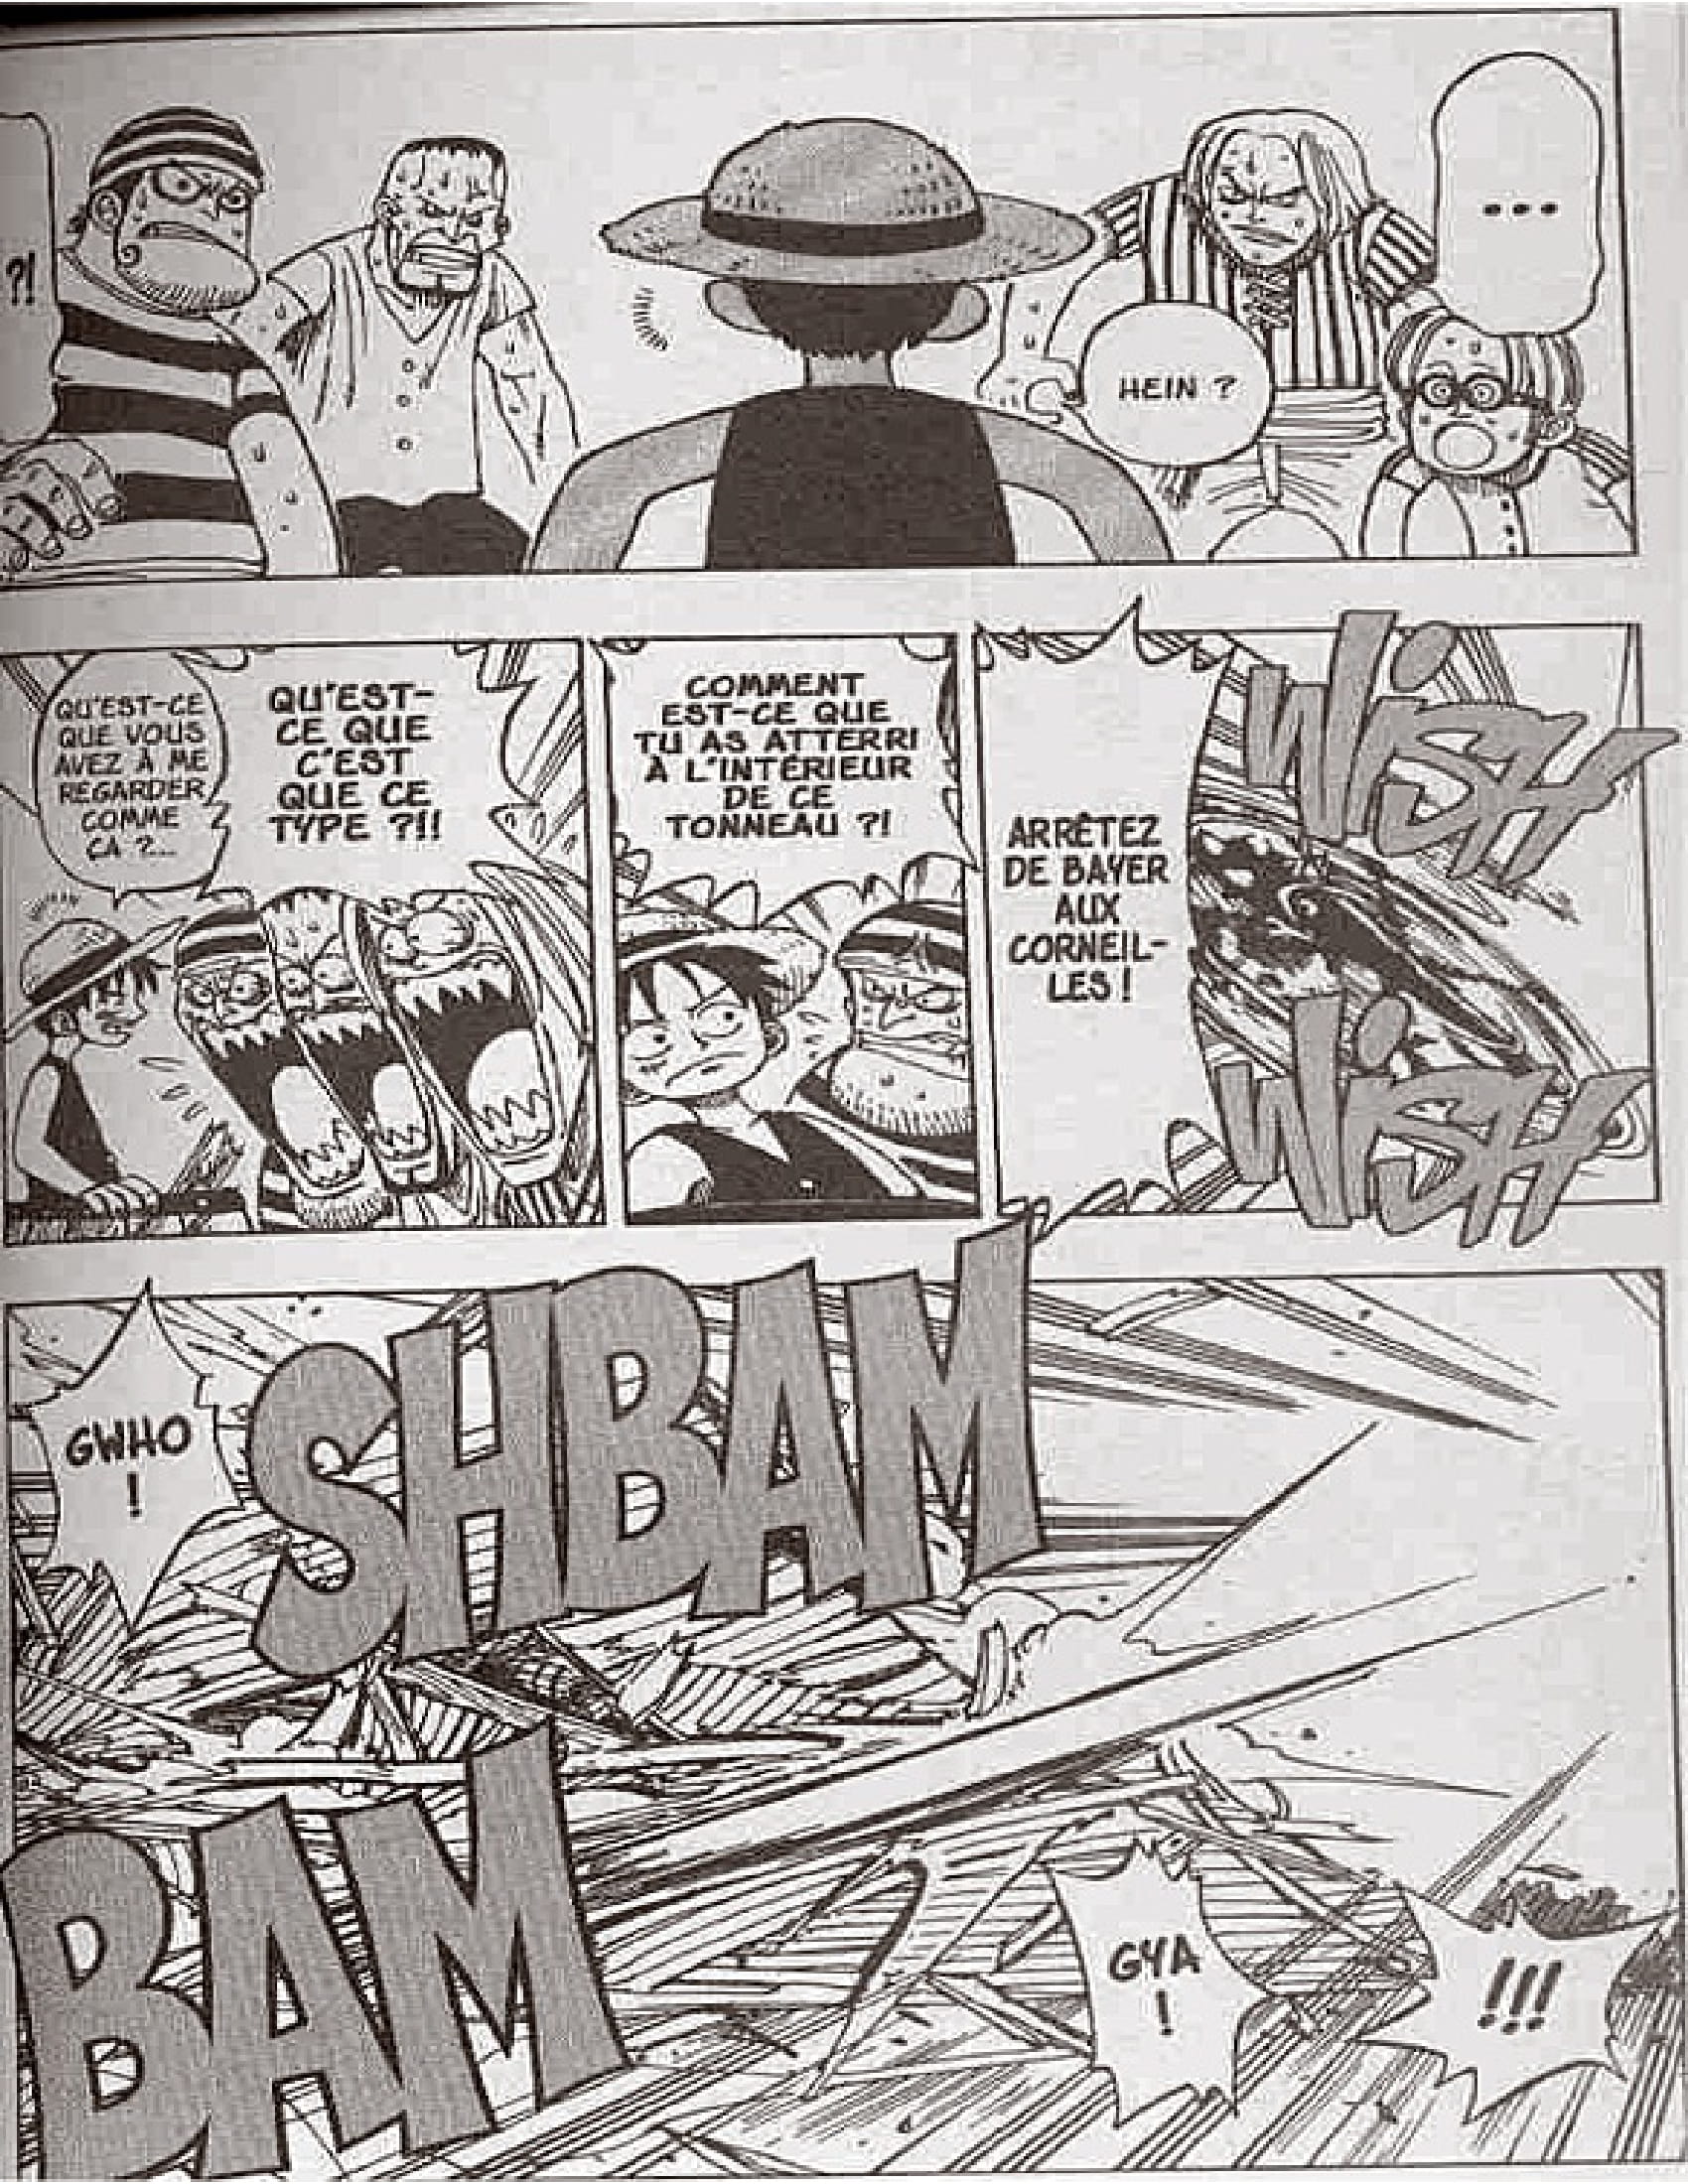 ?!
HEIN ?
...
QU'EST-CE
QUE VOUS
AVEZ À ME
REGARDER
COMME
ÇA ?...
QU'EST-
CE QUE
C'EST
QUE CE
TYPE ?!!
COMMENT
EST-CE QUE
TU AS ATTERRI
À L'INTÉRIEUR
DE CE
TONNEAU ?!
ARRÊTEZ
DE BAYER
AUX
CORNEIL-
LES !
WISH
WISH
GWHO
!
SHBAM
BAM
GYA
!
!!!